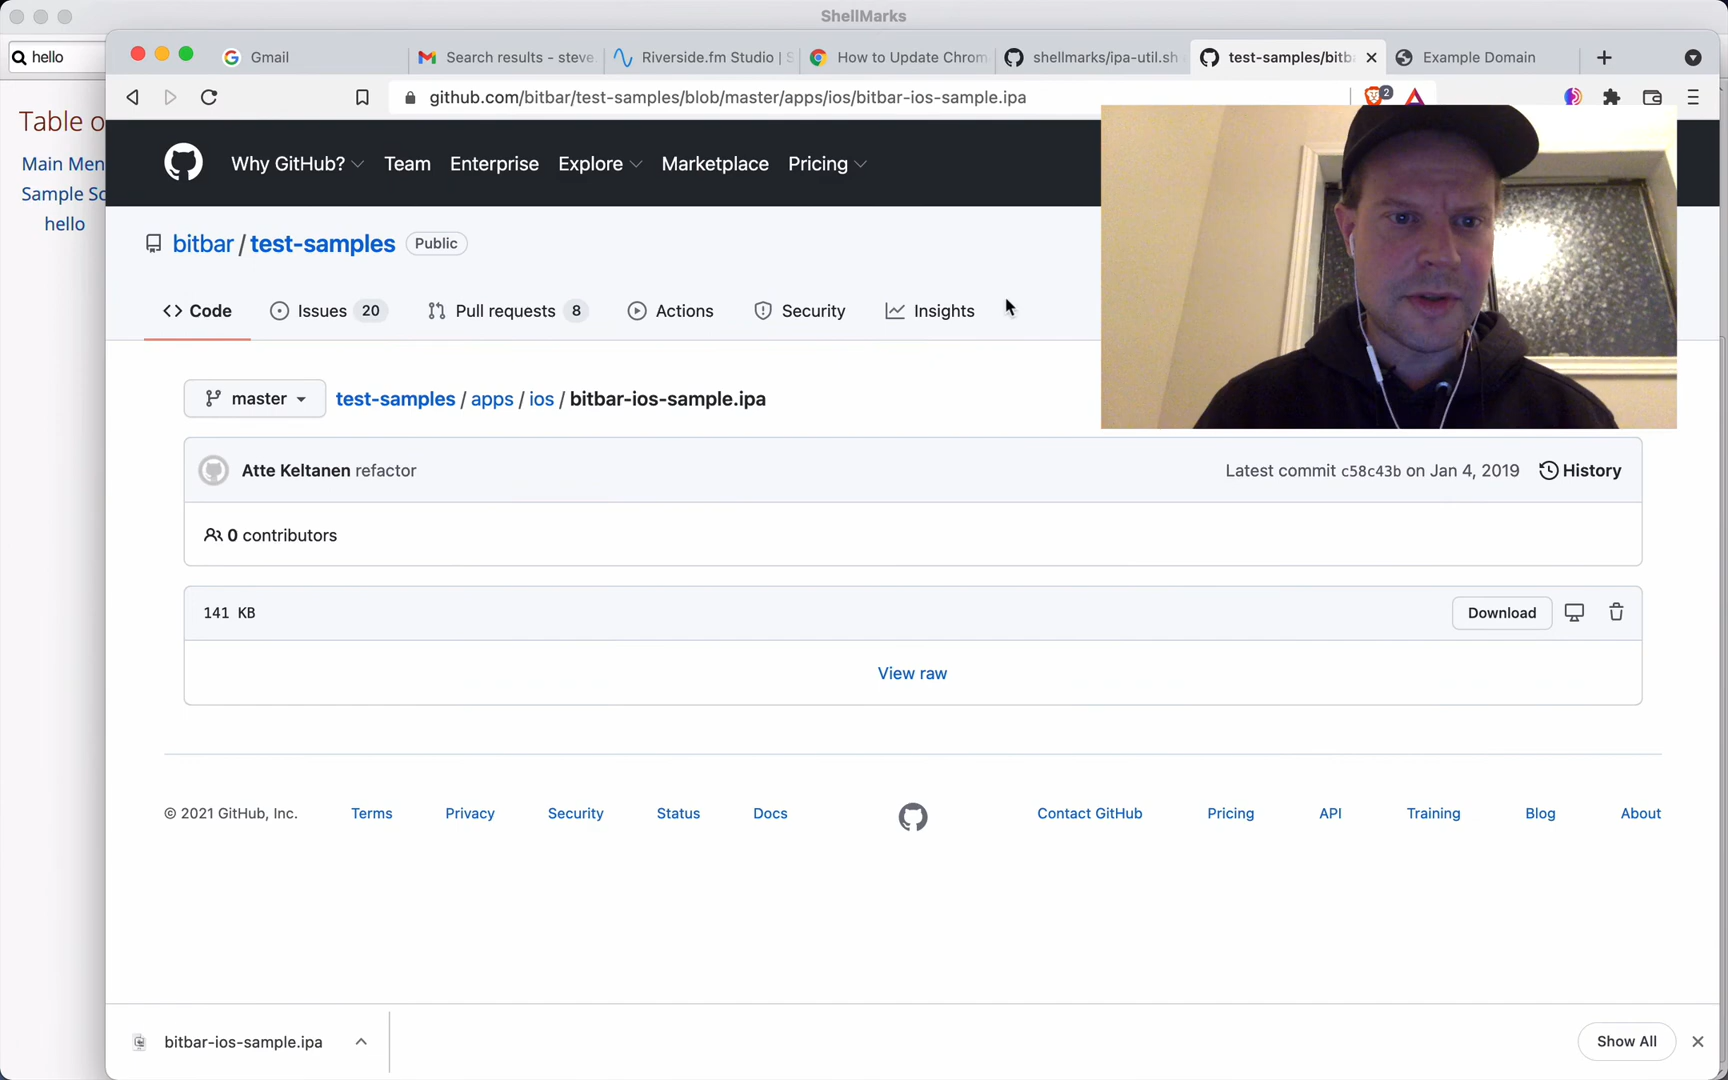 ShellMarks
hello
Gmail
Search results - steve.
Riverside.fm Studio | S
How to Update Chrom
shellmarks/ipa-util.sh
test-samples/bitb
Example Domain
github.com/bitbar/test-samples/blob/master/apps/ios/bitbar-ios-sample.ipa
2
Table o
Main Men
Sample Sc
hello
Why GitHub?
Team
Enterprise
Explore
Marketplace
Pricing
bitbar / test-samples
Public
Code
Issues 20
Pull requests 8
Actions
Security
Insights
master
test-samples / apps / ios / bitbar-ios-sample.ipa
Atte Keltanen refactor
Latest commit c58c43b on Jan 4, 2019
History
0 contributors
141 KB
Download
View raw
© 2021 GitHub, Inc.
Terms
Privacy
Security
Status
Docs
Contact GitHub
Pricing
API
Training
Blog
About
bitbar-ios-sample.ipa
Show All